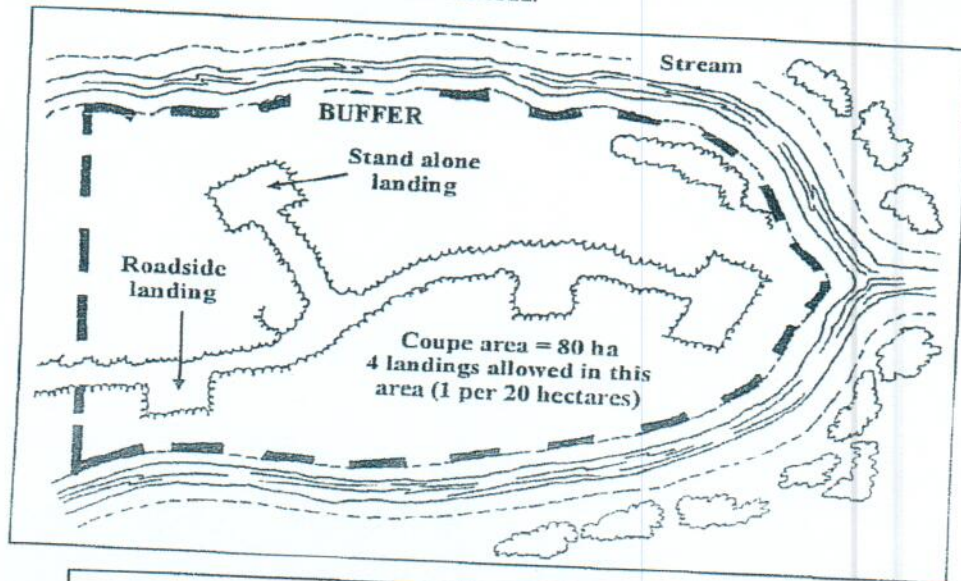 Stream
BUFFER
Stand alone
landing
Roadside
landing
Coupe area = 80 ha
4 landings allowed in this
area (1 per 20 hectares)